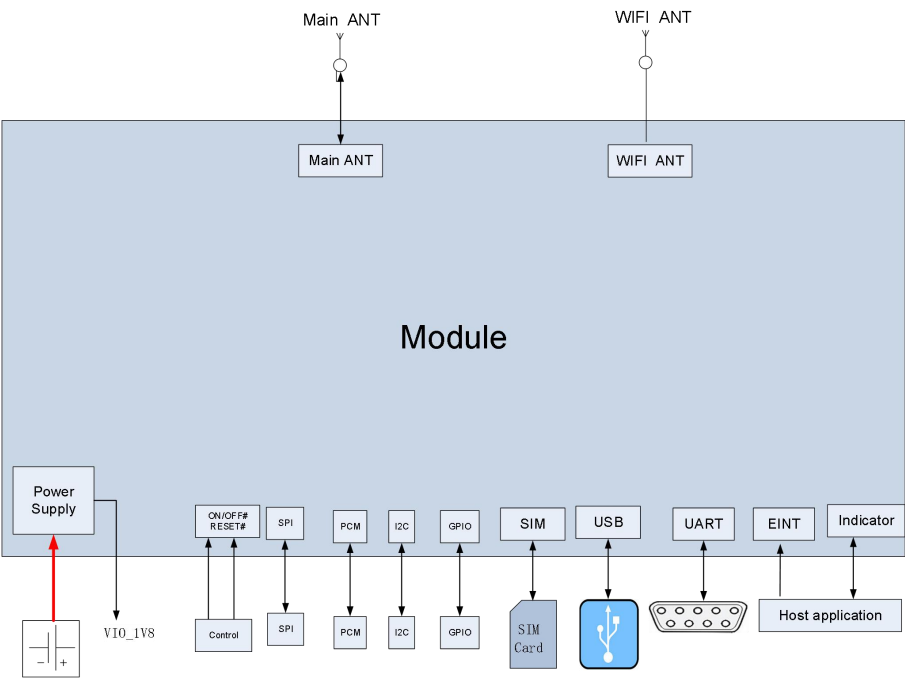 Main ANT
WIFI ANT
Main ANT
WIFI ANT
Module
Power
Supply
ON/OFF#
RESET#
SPI
PCM
I2C
GPIO
SIM
USB
UART
EINT
Indicator
- +
VIO_1V8
Control
SPI
PCM
I2C
GPIO
SIM
Card
Host application